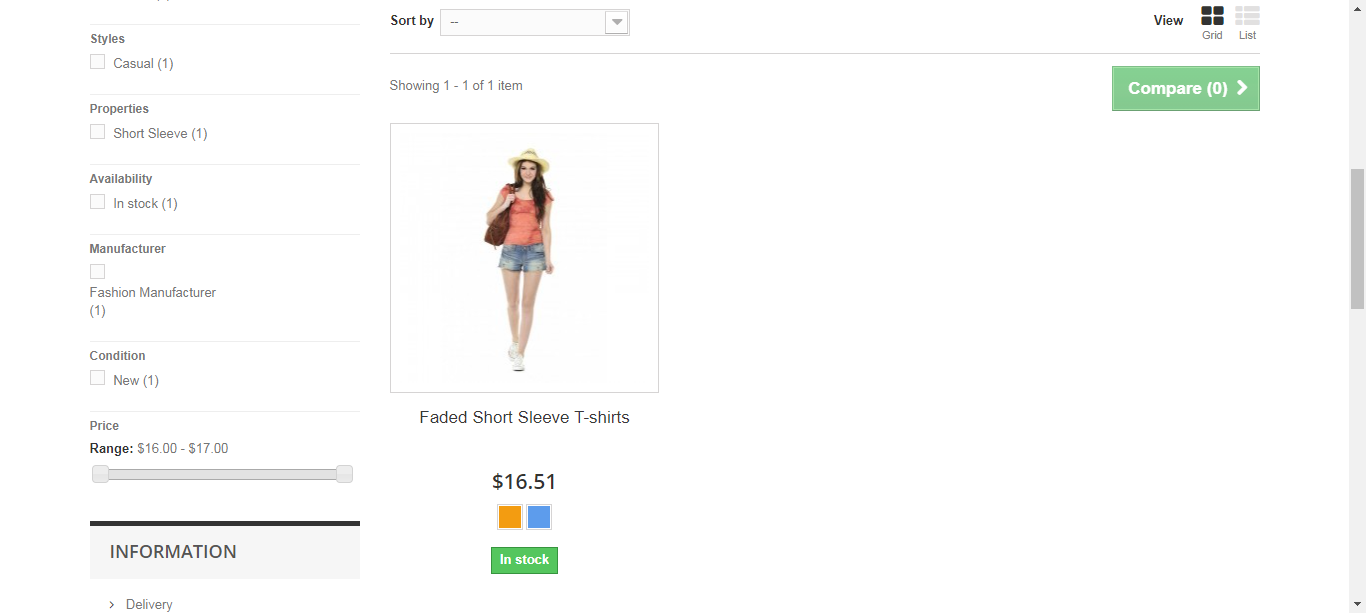 Styles
Casual (1)
Properties
Short Sleeve (1)
Availability
In stock (1)
Manufacturer
Fashion Manufacturer
(1)
Condition
New (1)
Price
Range: $16.00 - $17.00
INFORMATION
Delivery
Sort by
--
View
Grid
List
Showing 1 - 1 of 1 item
Compare (0)
Faded Short Sleeve T-shirts
$16.51
In stock